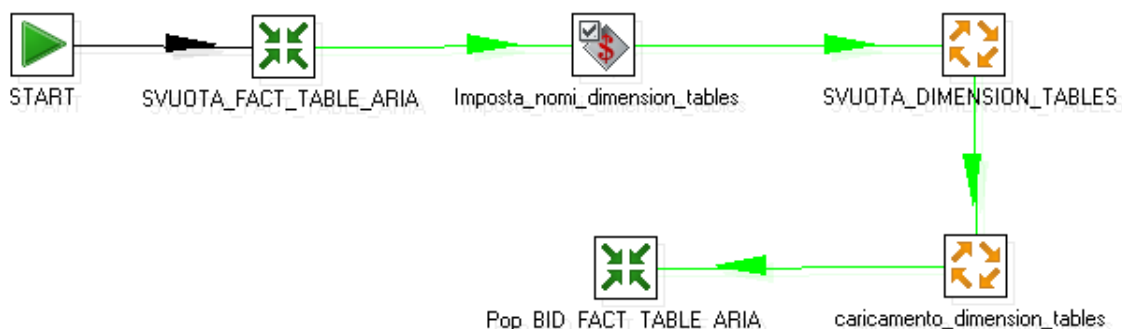 START
SVUOTA_FACT_TABLE_ARIA
Imposta_nomi_dimension_tables
SVUOTA_DIMENSION_TABLES
Pop_BID_FACT_TABLE_ARIA
caricamento_dimension_tables